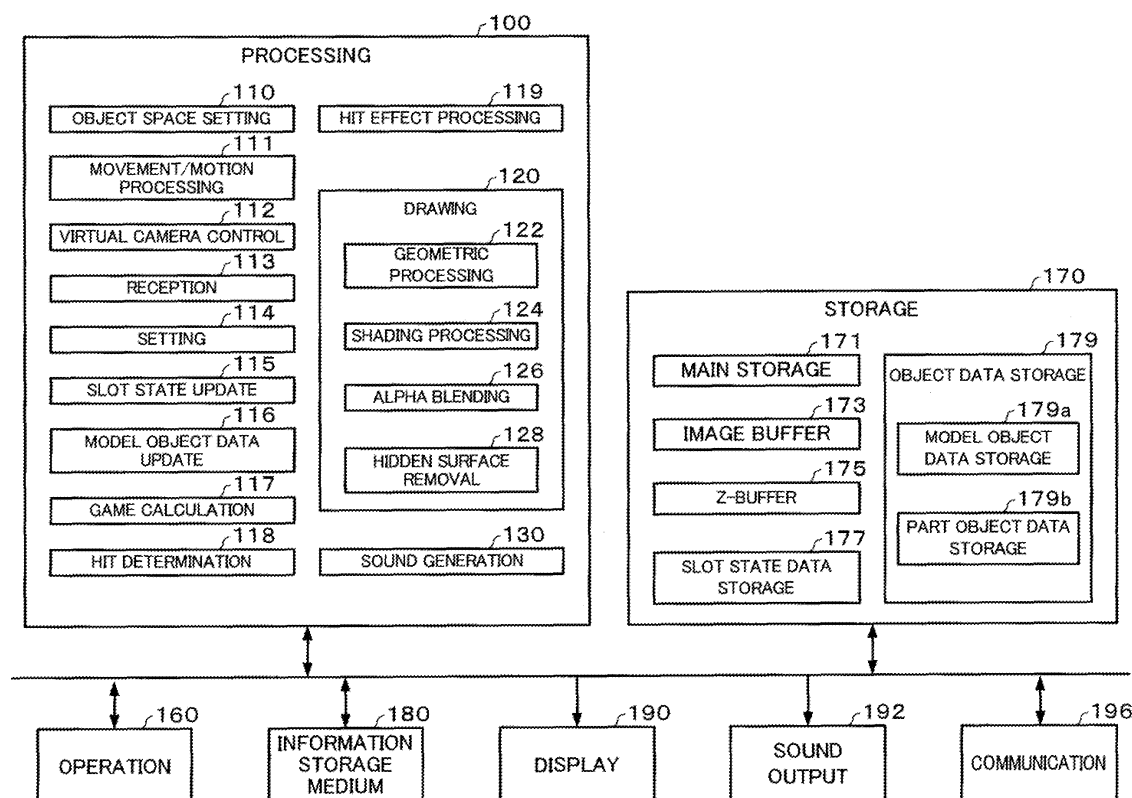 100
PROCESSING
110
OBJECT SPACE SETTING
111
MOVEMENT/MOTION
PROCESSING
112
VIRTUAL CAMERA CONTROL
113
RECEPTION
114
SETTING
115
SLOT STATE UPDATE
116
MODEL OBJECT DATA
UPDATE
117
GAME CALCULATION
118
HIT DETERMINATION
119
HIT EFFECT PROCESSING
120
DRAWING
122
GEOMETRIC
PROCESSING
124
SHADING PROCESSING
126
ALPHA BLENDING
128
HIDDEN SURFACE
REMOVAL
130
SOUND GENERATION
170
STORAGE
171
MAIN STORAGE
173
IMAGE BUFFER
175
Z-BUFFER
177
SLOT STATE DATA
STORAGE
179
OBJECT DATA STORAGE
179a
MODEL OBJECT
DATA STORAGE
179b
PART OBJECT DATA
STORAGE
160
OPERATION
180
INFORMATION
STORAGE
MEDIUM
190
DISPLAY
192
SOUND
OUTPUT
196
COMMUNICATION